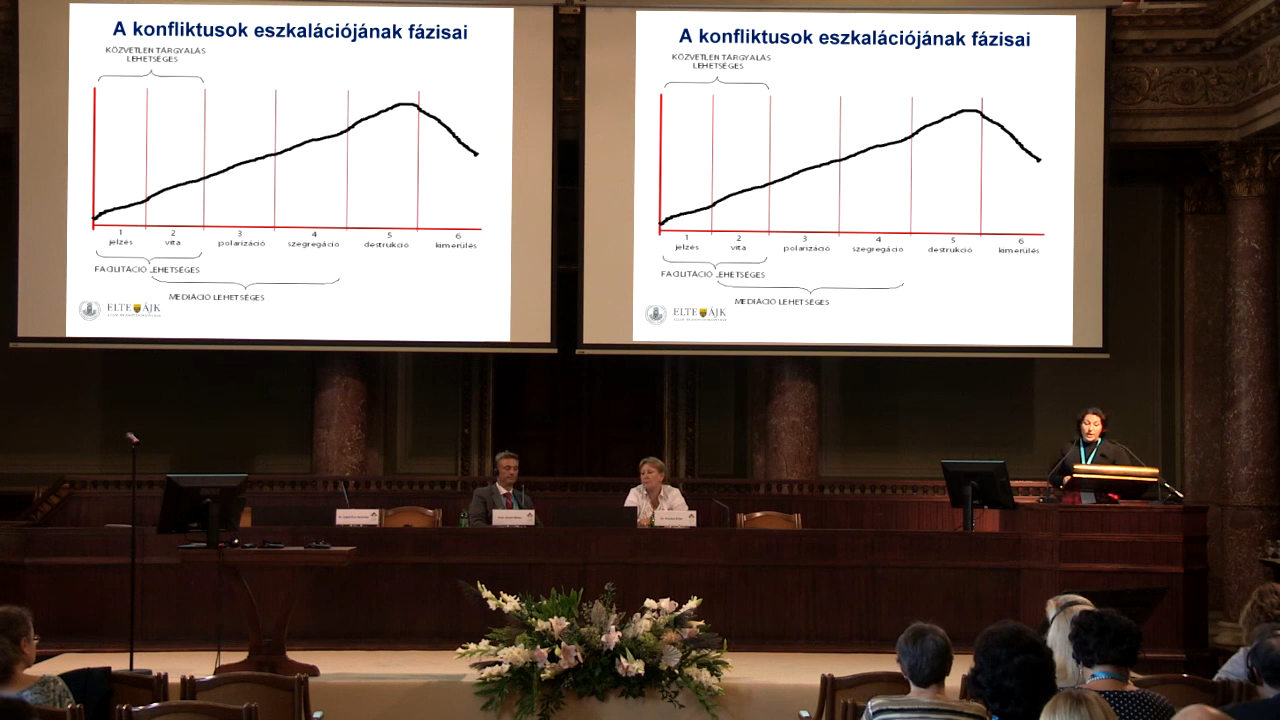 A konfliktusok eszkalációjának fázisai
KÖZVETLEN TÁRGYALÁS
LEHETSÉGES
1 2 3 4 5 6
jelzés vita polarizáció szegregáció destrukció kimerülés
FACILITÁCIÓ LEHETSÉGES
MEDIÁCIÓ LEHETSÉGES
ELTE ÁJK
A konfliktusok eszkalációjának fázisai
KÖZVETLEN TÁRGYALÁS
LEHETSÉGES
1 2 3 4 5 6
jelzés vita polarizáció szegregáció destrukció kimerülés
FACILITÁCIÓ LEHETSÉGES
MEDIÁCIÓ LEHETSÉGES
ELTE ÁJK